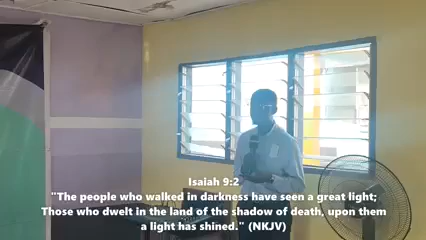 Isaiah 9:2
"The people who walked in darkness have seen a great light;
Those who dwelt in the land of the shadow of death, upon them
a light has shined." (NKJV)